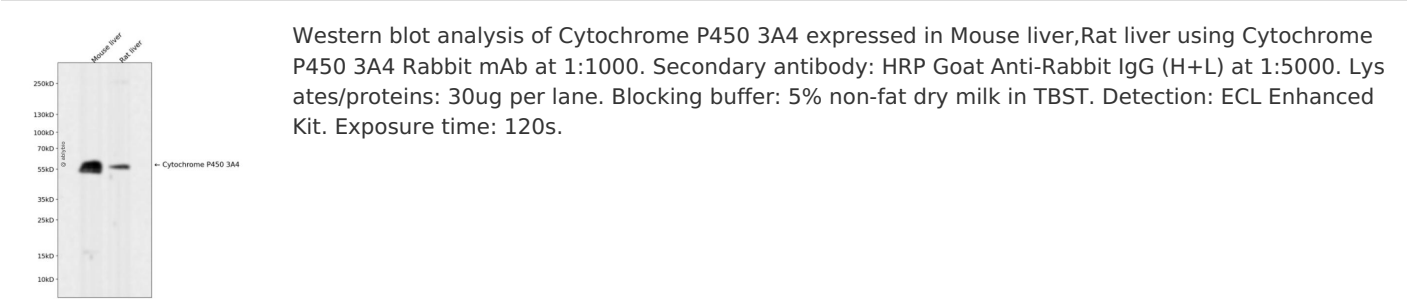 Mouse liver
Rat liver
250kD
130kD
100kD
70kD
55kD
35kD
25kD
15kD
10kD
@ abbyoo
← Cytochrome P450 3A4
Western blot analysis of Cytochrome P450 3A4 expressed in Mouse liver,Rat liver using Cytochrome
P450 3A4 Rabbit mAb at 1:1000. Secondary antibody: HRP Goat Anti-Rabbit IgG (H+L) at 1:5000. Lys
ates/proteins: 30ug per lane. Blocking buffer: 5% non-fat dry milk in TBST. Detection: ECL Enhanced
Kit. Exposure time: 120s.